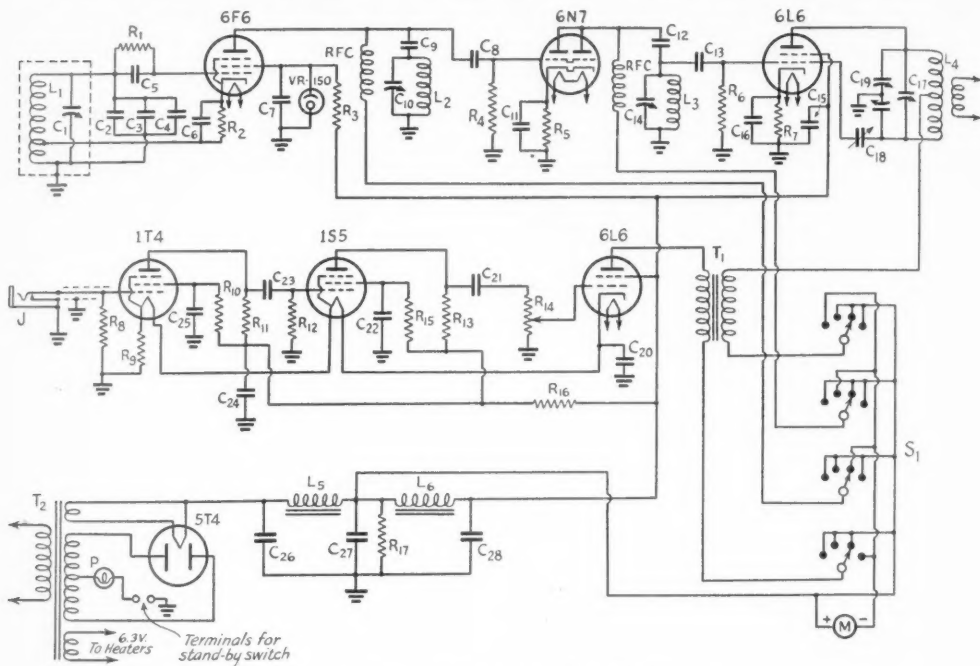 6F6
6N7
6L6
R1
C5
L1
C1
C2
C3
C4
C6
R2
C7
VR-150
R3
RFC
C9
C10
L2
C8
R4
C11
R5
RFC
C12
C14
L3
C13
R6
C16
R7
C15
C18
C19
C17
L4
1T4
1S5
6L6
J
R8
R9
C25
R10
R11
C24
C23
R12
C22
R15
R13
C21
R14
C20
R16
T1
S1
T2
5T4
P
L5
L6
C26
C27
R17
C28
+ M -
6.3V.
To Heaters
Terminals for
stand-by switch